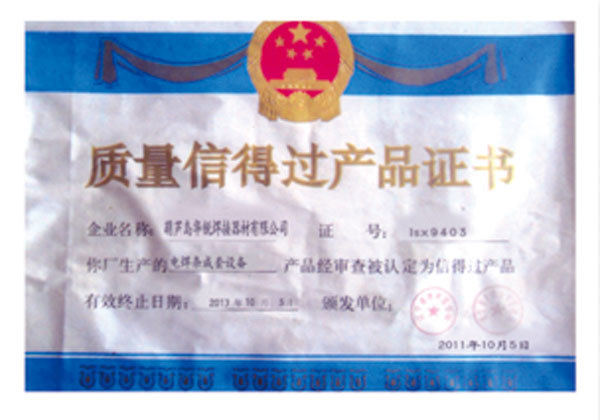 质量信得过产品证书
企业名称: 葫芦岛华锐焊接器材有限公司 证 号: lsx9403
你厂生产的 电焊条成套设备 产品经审查被认定为信得过产品
有效终止日期: 2013 年 10 月 5 日 颁发单位:
2011年10月5日